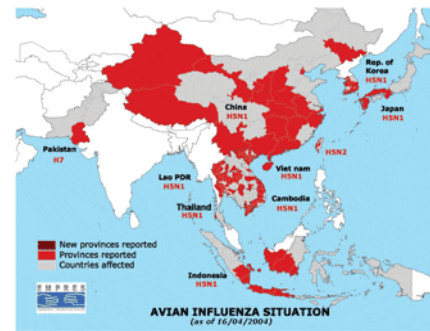 Rep. of
Korea
H5N1
China
H5N1
Japan
H5N1
Pakistan
H7
H5N2
Lao PDR
H5N1
Viet nam
H5N1
Thailand
H5N1
Cambodia
H5N1
New provinces reported
Provinces reported
Countries affected
Indonesia
H5N1
EMPRES
AVIAN INFLUENZA SITUATION
(as of 16/04/2004)